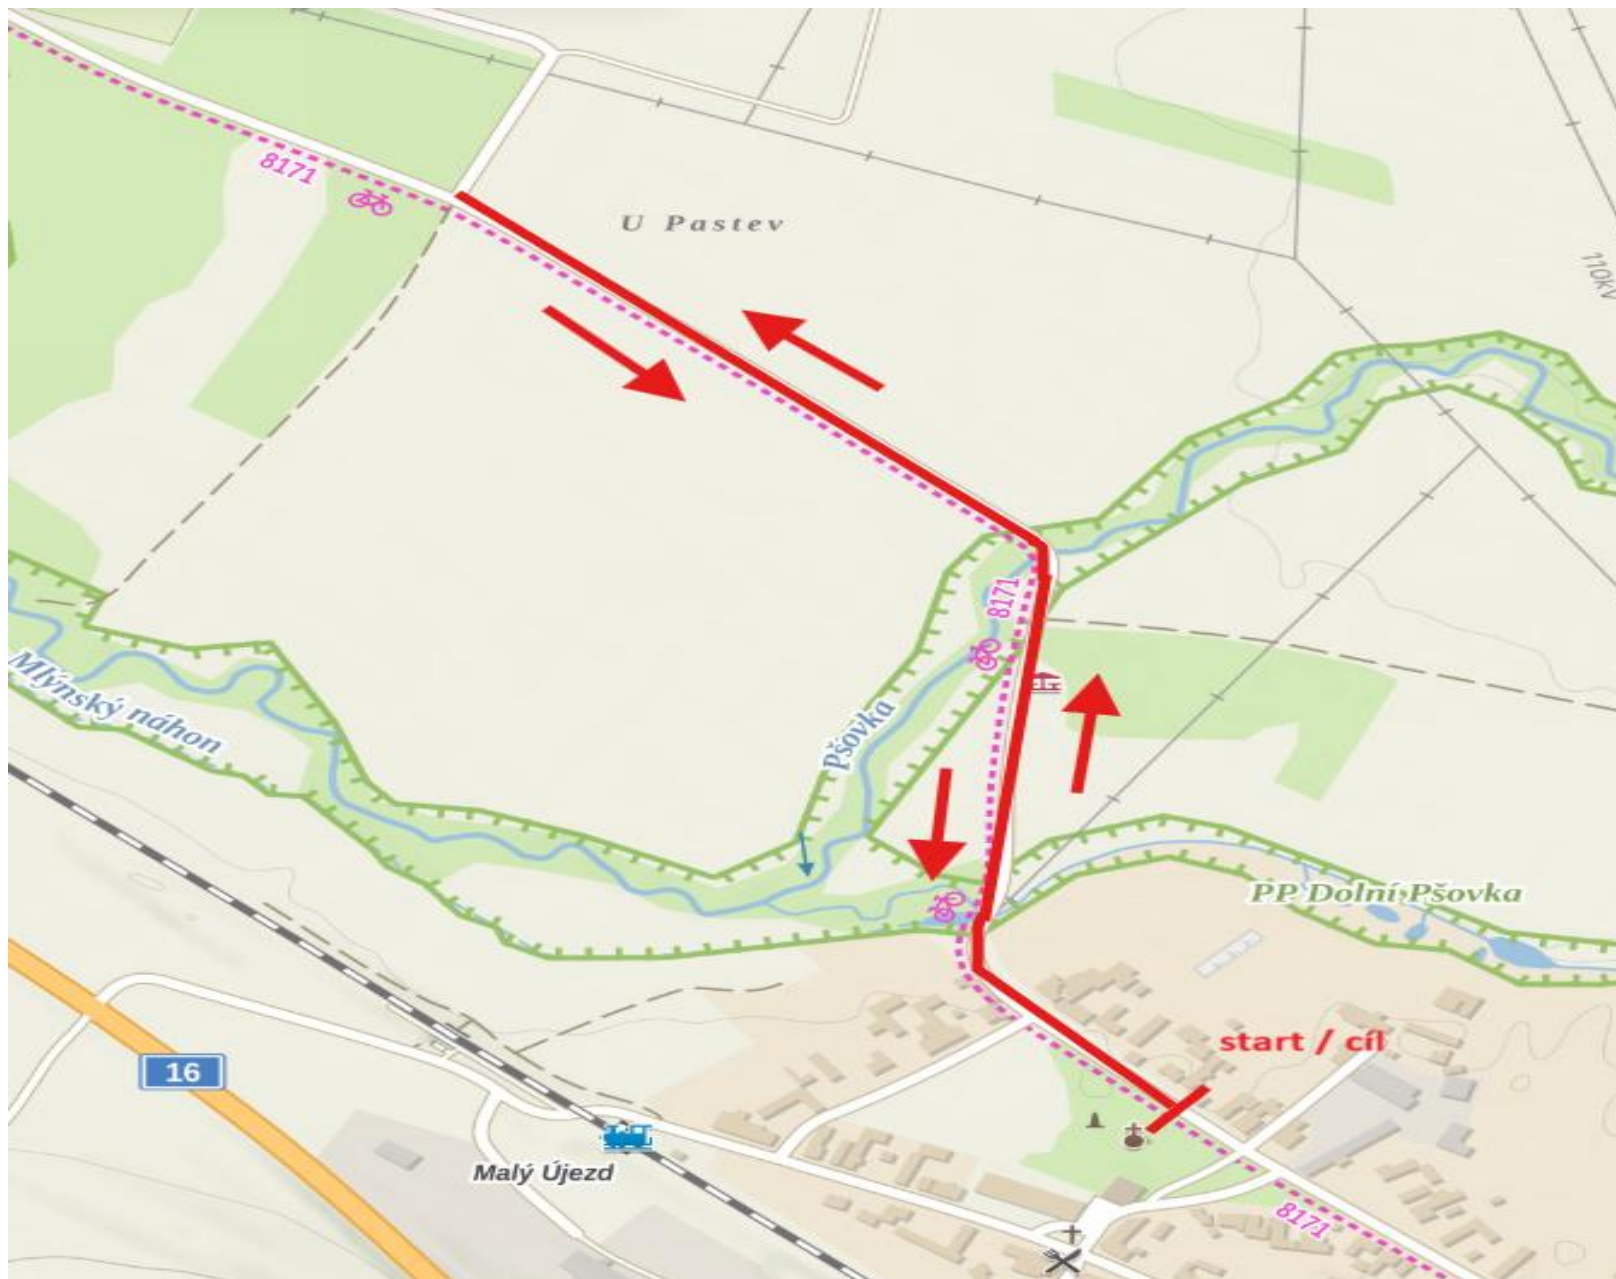 8171
U Pastev
110kV
8171
Mlýnský náhon
Pšovka
PP Dolní Pšovka
start / cíl
16
Malý Újezd
8171